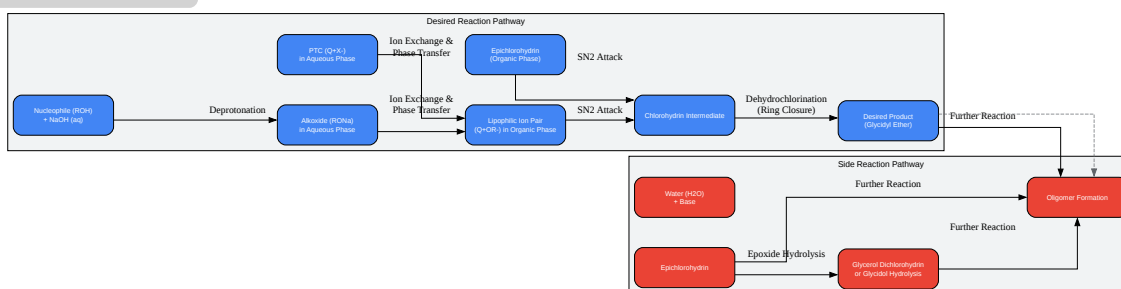 Desired Reaction Pathway
PTC (Q+X-)
in Aqueous Phase
Ion Exchange &
Phase Transfer
Epichlorohydrin
(Organic Phase)
SN2 Attack
Nucleophile (ROH)
+ NaOH (aq)
Deprotonation
Alkoxide (RONa)
in Aqueous Phase
Ion Exchange &
Phase Transfer
Lipophilic Ion Pair
(Q+OR-) in Organic Phase
SN2 Attack
Chlorohydrin Intermediate
Dehydrochlorination
(Ring Closure)
Desired Product
(Glycidyl Ether)
Further Reaction
Side Reaction Pathway
Water (H2O)
+ Base
Further Reaction
Oligomer Formation
Further Reaction
Epichlorohydrin
Epoxide Hydrolysis
Glycerol Dichlorohydrin
or Glycidol Hydrolysis